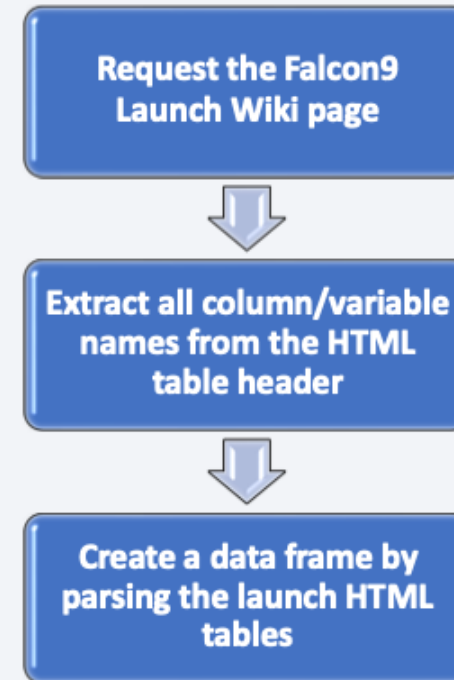 Request the Falcon9
Launch Wiki page
Extract all column/variable
names from the HTML
table header
Create a data frame by
parsing the launch HTML
tables